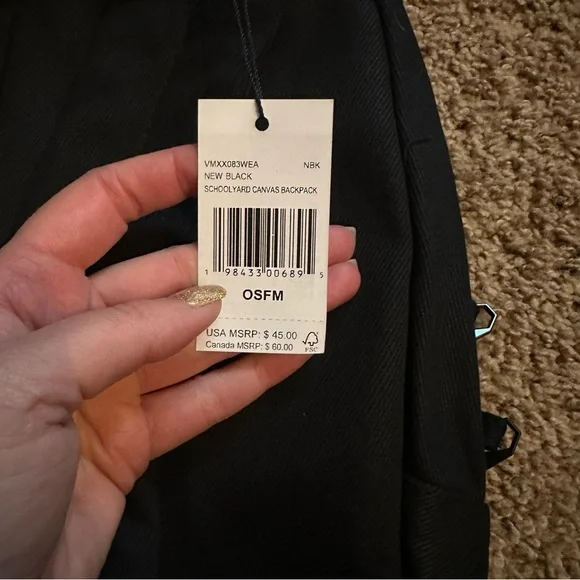 VMXX083WEA NBK
NEW BLACK
SCHOOLYARD CANVAS BACKPACK
1 98433 00689 5
OSFM
USA MSRP: $ 45.00
Canada MSRP: $ 60.00
FSC